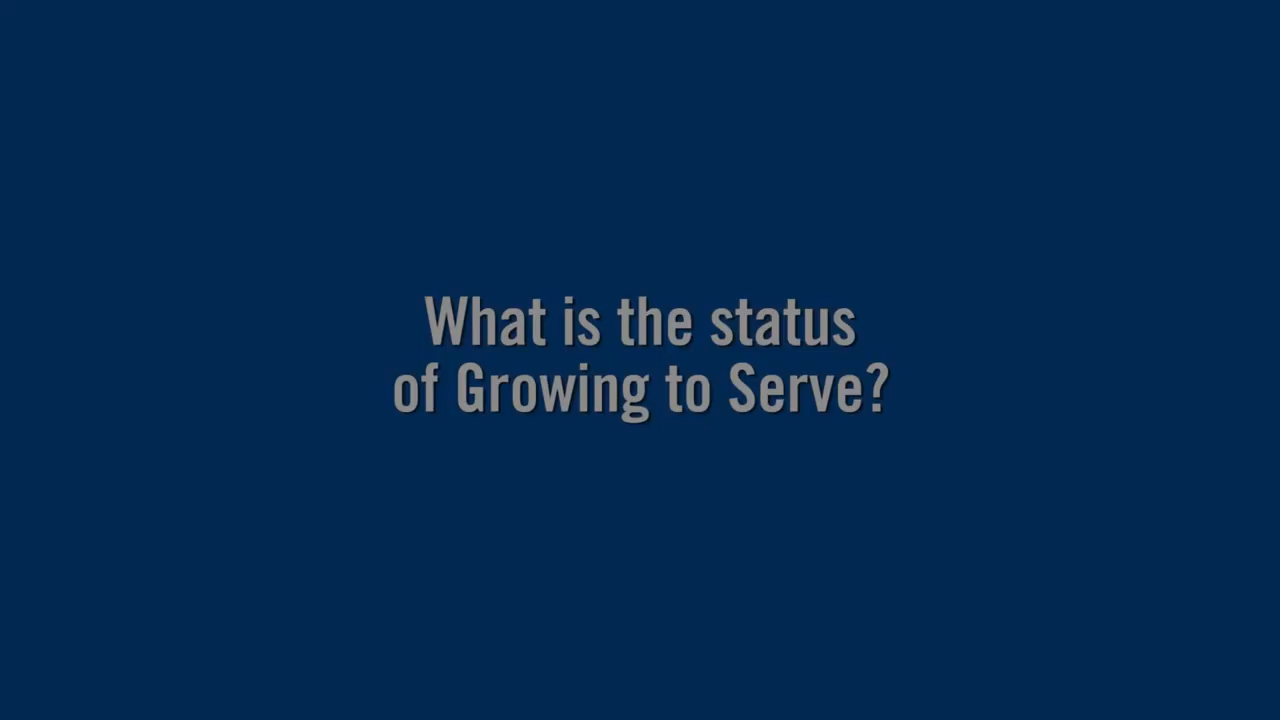 What is the status
of Growing to Serve?